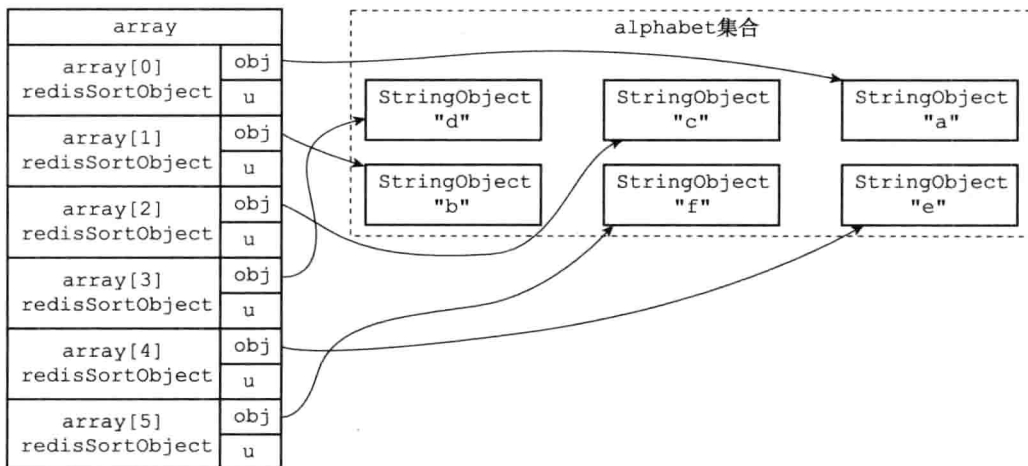 array
array[0]
redisSortObject
obj
u
array[1]
redisSortObject
obj
u
array[2]
redisSortObject
obj
u
array[3]
redisSortObject
obj
u
array[4]
redisSortObject
obj
u
array[5]
redisSortObject
obj
u
alphabet集合
StringObject
"d"
StringObject
"c"
StringObject
"a"
StringObject
"b"
StringObject
"f"
StringObject
"e"